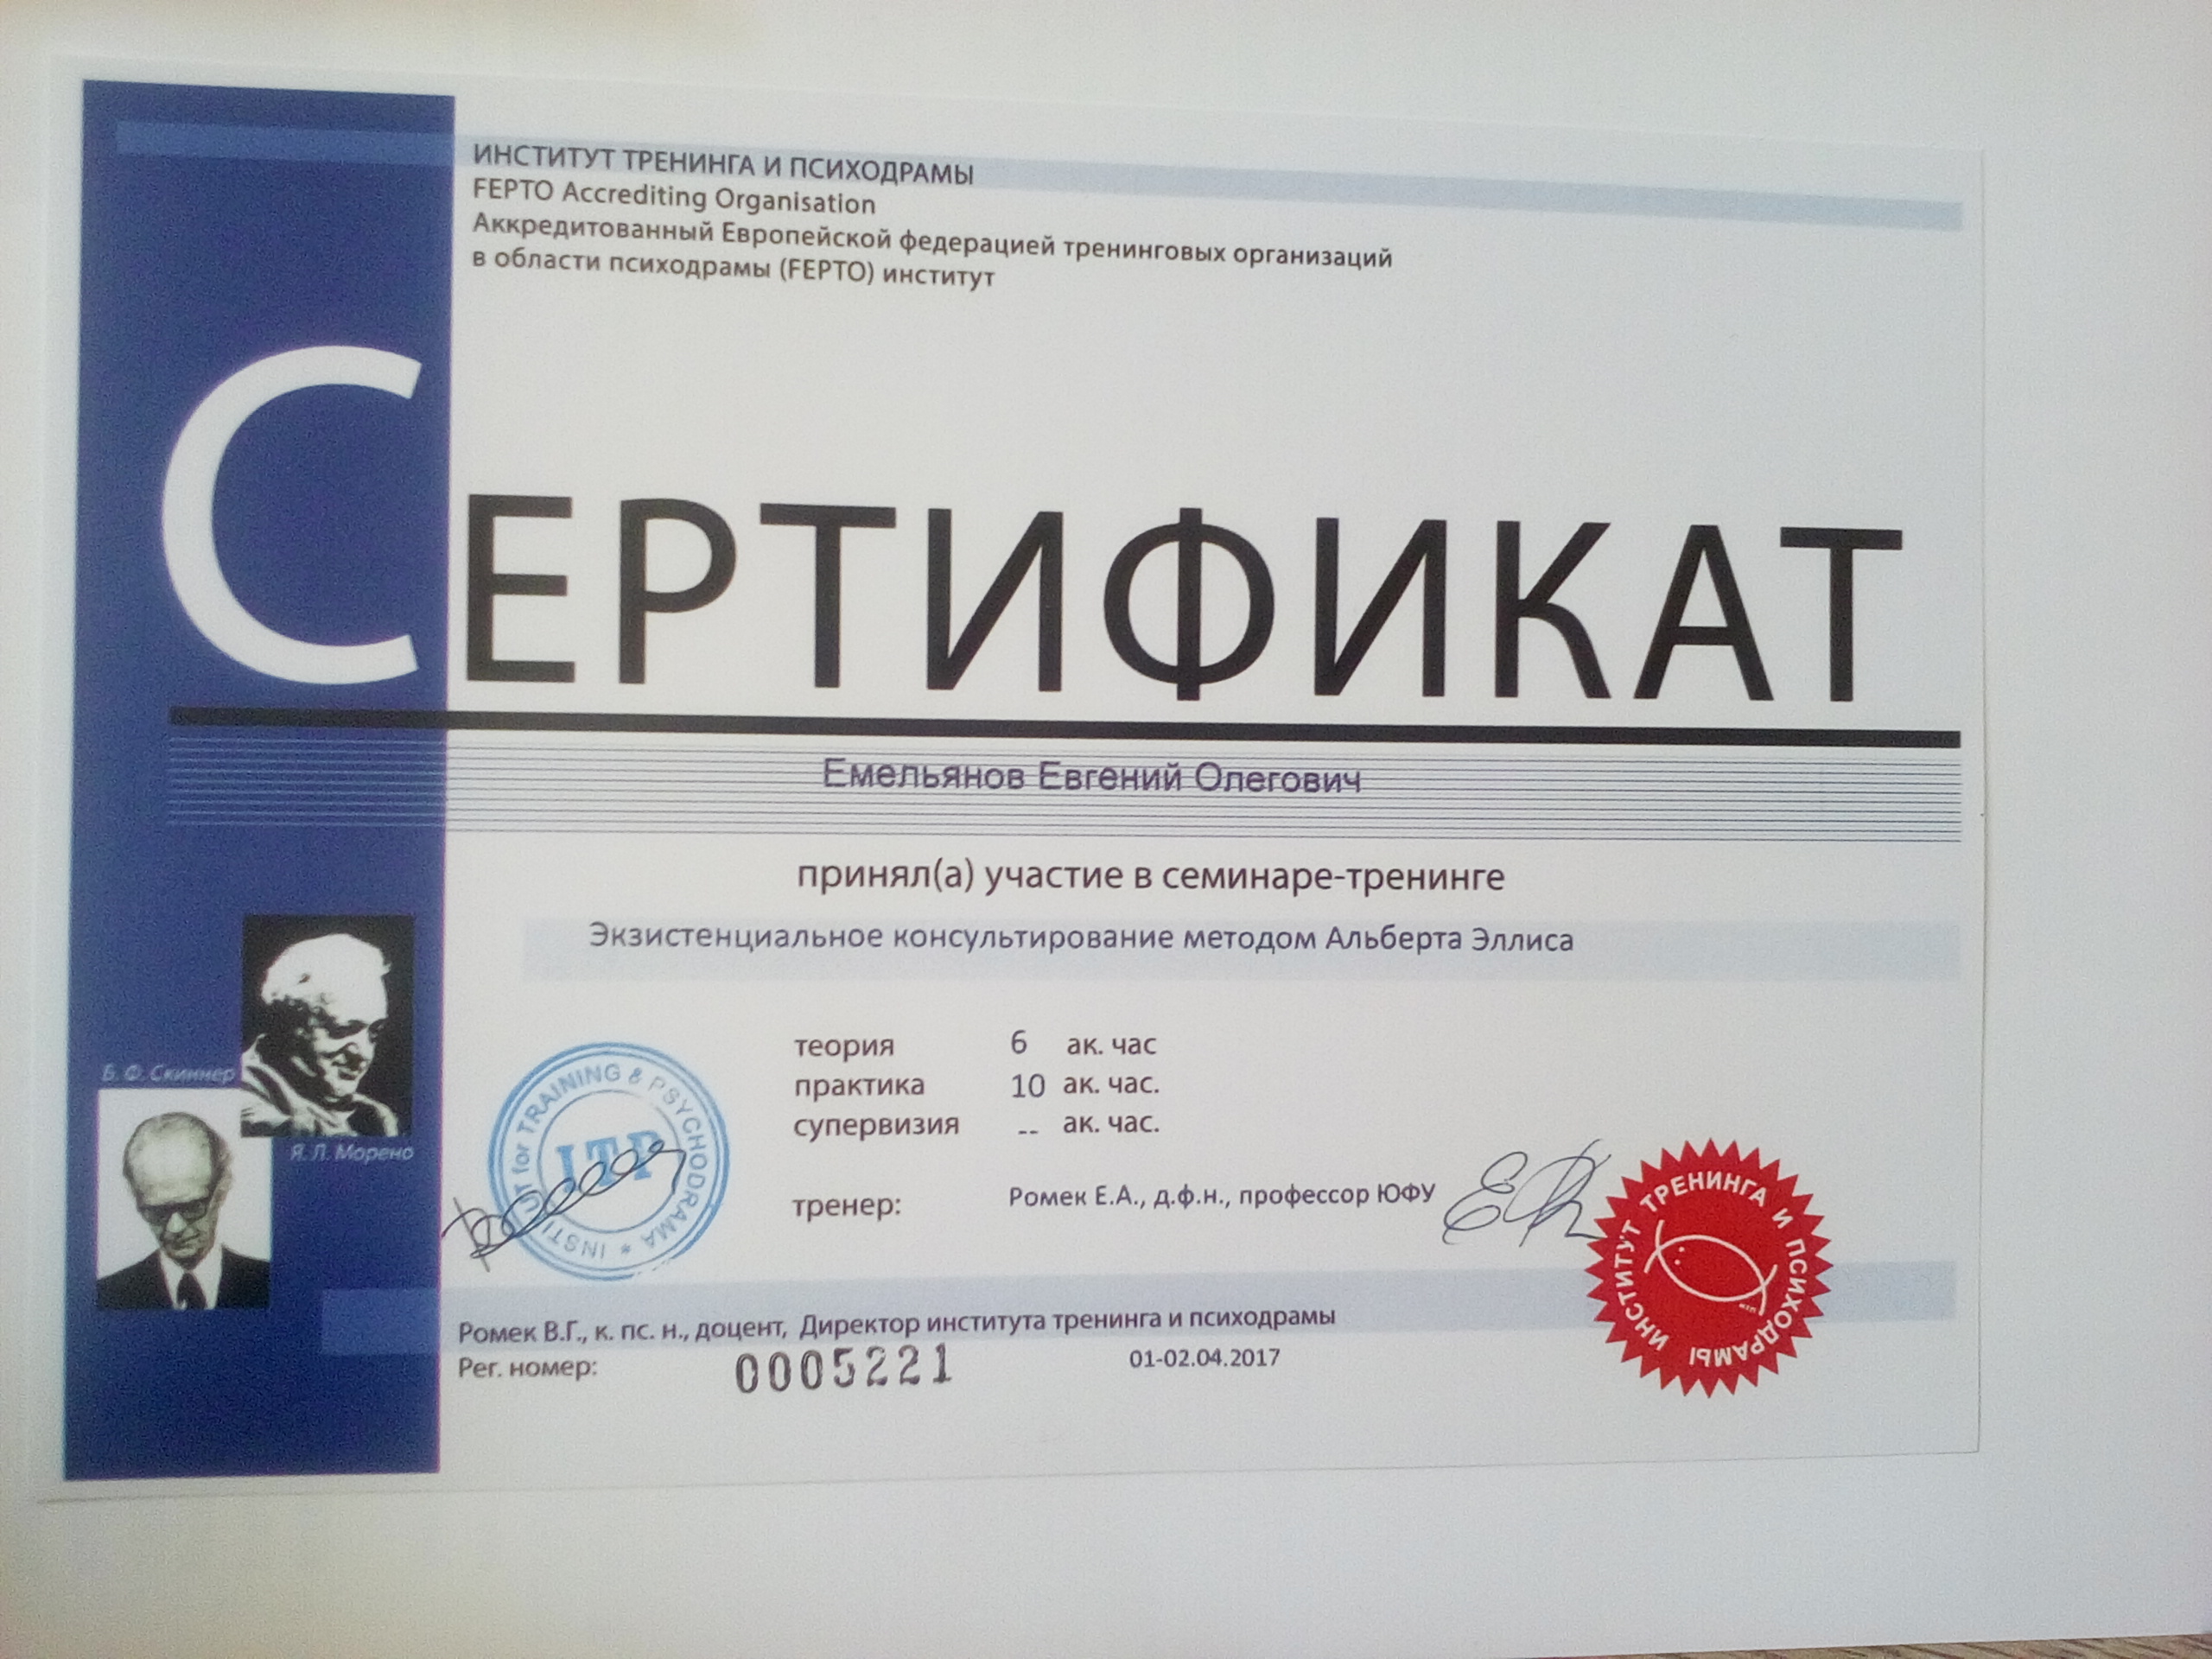 ИНСТИТУТ ТРЕНИНГА И ПСИХОДРАМЫ
FEPTO Accrediting Organisation
Аккредитованный Европейской федерацией тренинговых организаций
в области психодрамы (FEPTO) институт
СЕРТИФИКАТ
Емельянов Евгений Олегович
принял(а) участие в семинаре-тренинге
Экзистенциальное консультирование методом Альберта Эллиса
Б. Ф. Скиннер
Я. Л. Морено
теория 6 ак. час
практика 10 ак. час.
супервизия -- ак. час.
тренер: Ромек Е.А., д.ф.н., профессор ЮФУ
INSTITUT for TRAINING & PSYCHODRAMA *
ITP
ИНСТИТУТ ТРЕНИНГА И ПСИХОДРАМЫ
Ромек В.Г., к. пс. н., доцент, Директор института тренинга и психодрамы
Рег. номер: 0005221 01-02.04.2017